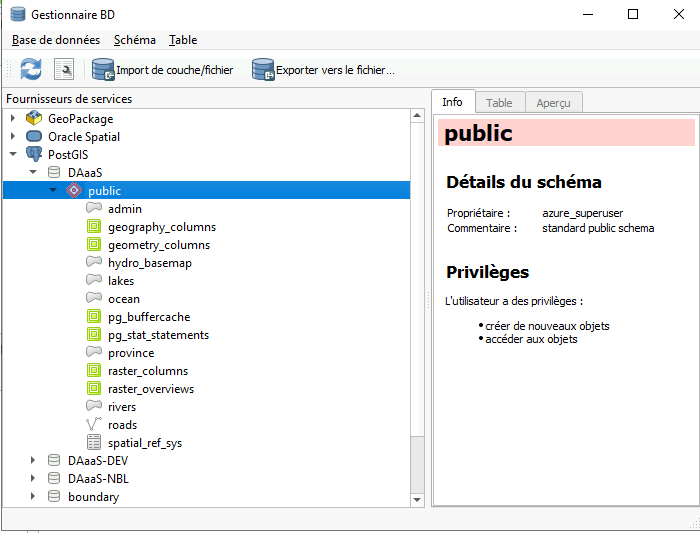 Gestionnaire BD
Base de données Schéma Table
Import de couche/fichier Exporter vers le fichier...
Fournisseurs de services
GeoPackage
Oracle Spatial
PostGIS
DAaaS
public
admin
geography_columns
geometry_columns
hydro_basemap
lakes
ocean
pg_buffercache
pg_stat_statements
province
raster_columns
raster_overviews
rivers
roads
spatial_ref_sys
DAaaS-DEV
DAaaS-NBL
boundary
Info Table Aperçu
public
Détails du schéma
Propriétaire : azure_superuser
Commentaire : standard public schema
Privilèges
L'utilisateur a des privilèges :
• créer de nouveaux objets
• accéder aux objets